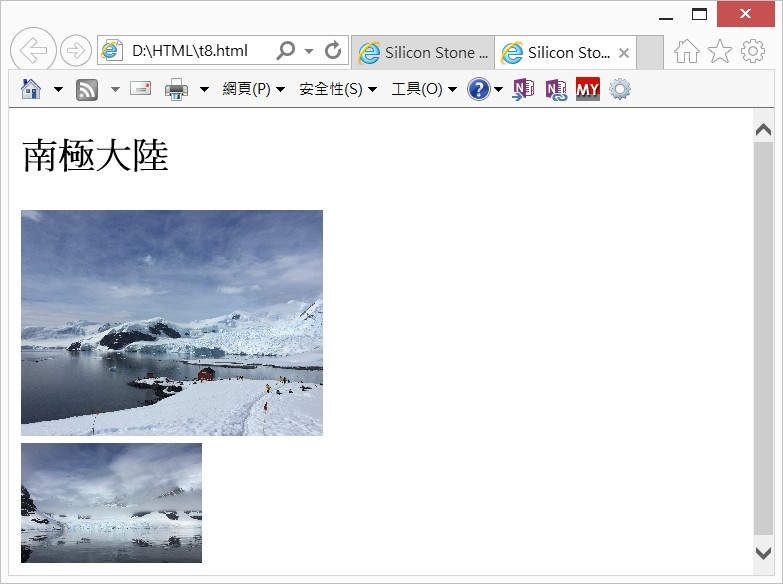 D:\HTML\t8.html
Silicon Stone ...
Silicon Sto...
網頁(P)
安全性(S)
工具(O)
?
N
N
MY
南極大陸